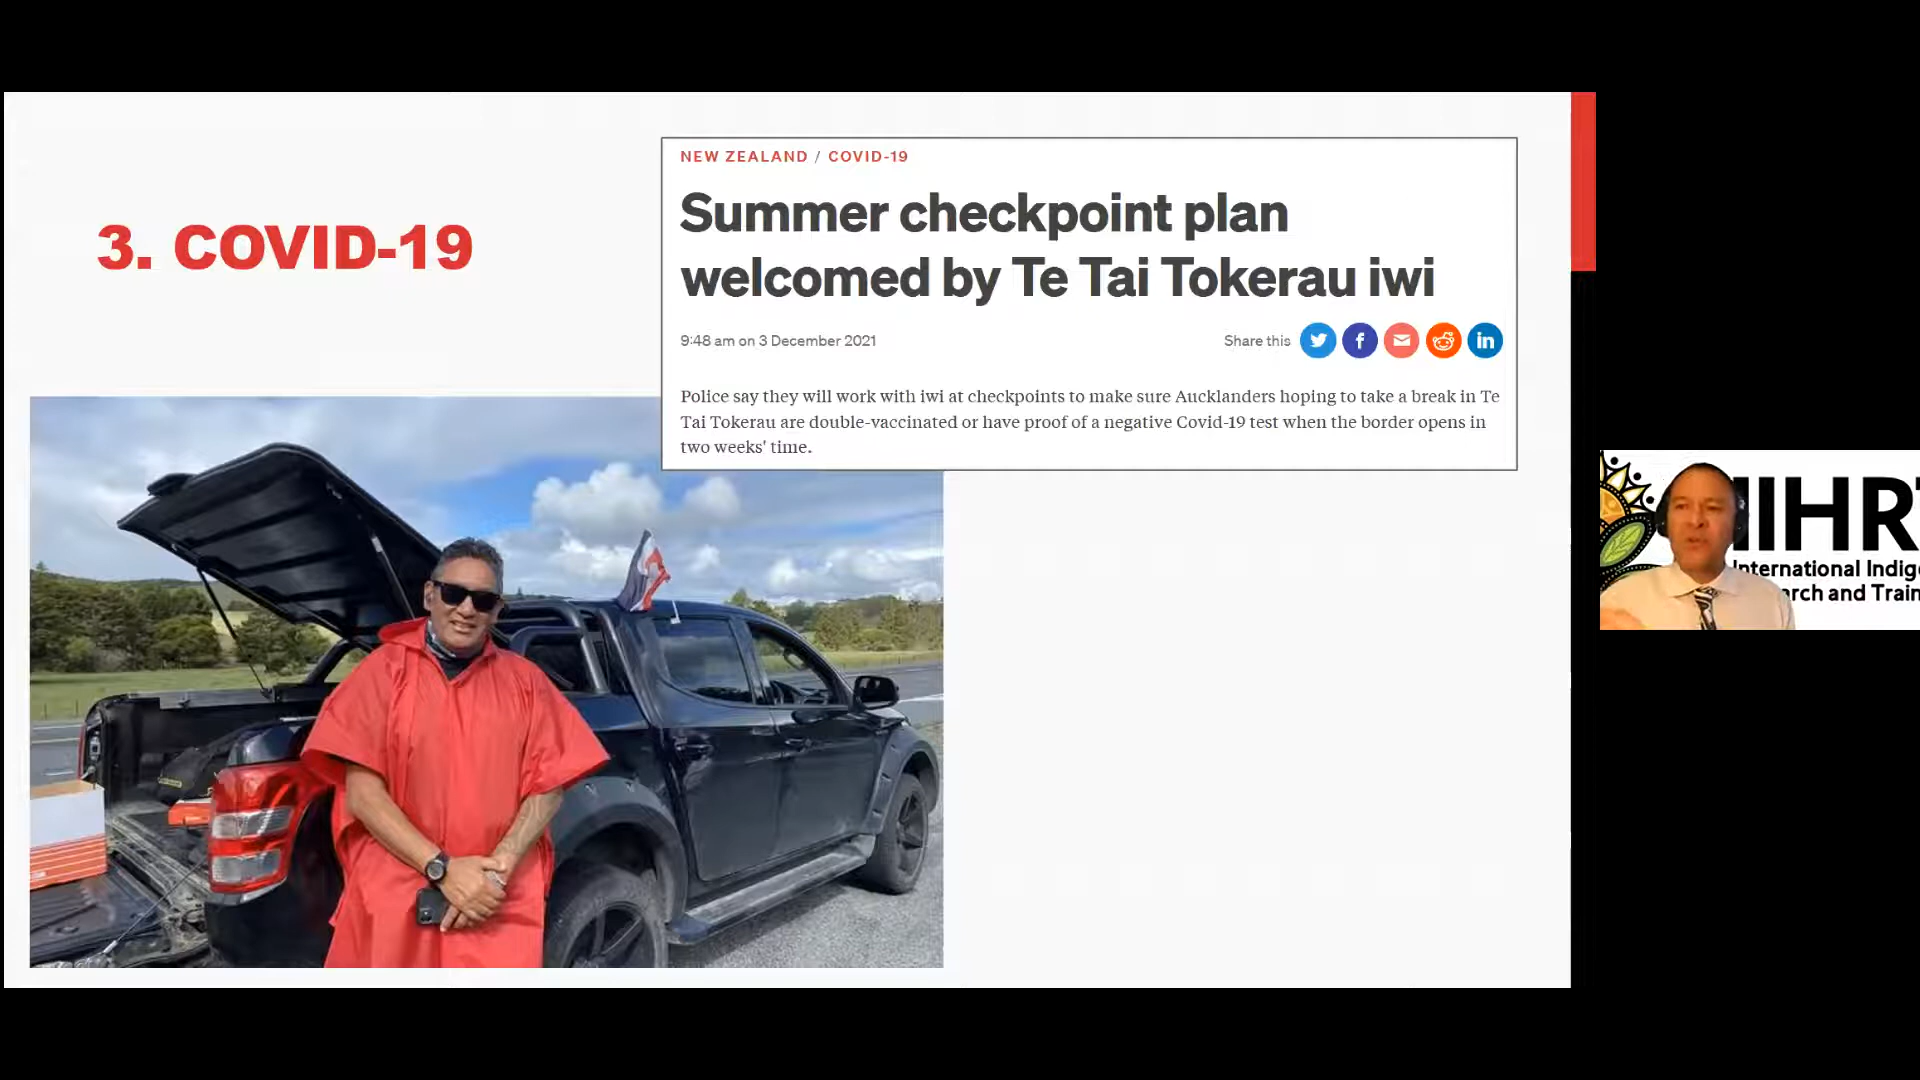 3. COVID-19
NEW ZEALAND / COVID-19
Summer checkpoint plan
welcomed by Te Tai Tokerau iwi
9:48 am on 3 December 2021
Share this
Police say they will work with iwi at checkpoints to make sure Aucklanders hoping to take a break in Te
Tai Tokerau are double-vaccinated or have proof of a negative Covid-19 test when the border opens in
two weeks' time.
IIHRT
International Indige
arch and Train